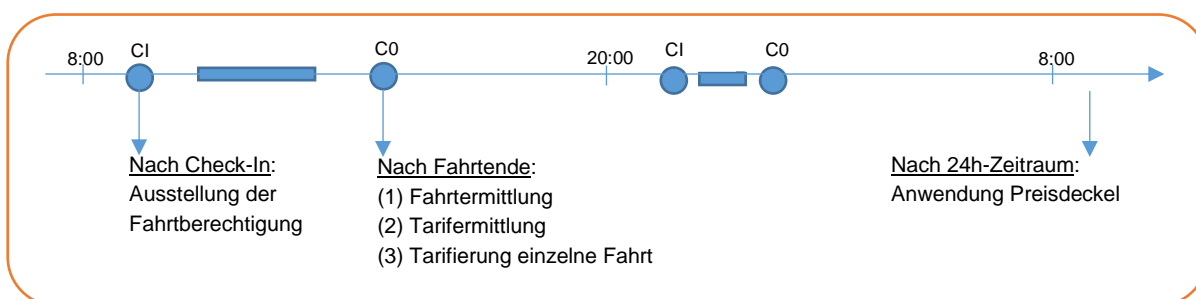 8:00 CI C0 20:00 CI C0 8:00
Nach Check-In:
Ausstellung der
Fahrtberechtigung
Nach Fahrtende:
(1) Fahrtermittlung
(2) Tarifermittlung
(3) Tarifierung einzelne Fahrt
Nach 24h-Zeitraum:
Anwendung Preisdeckel